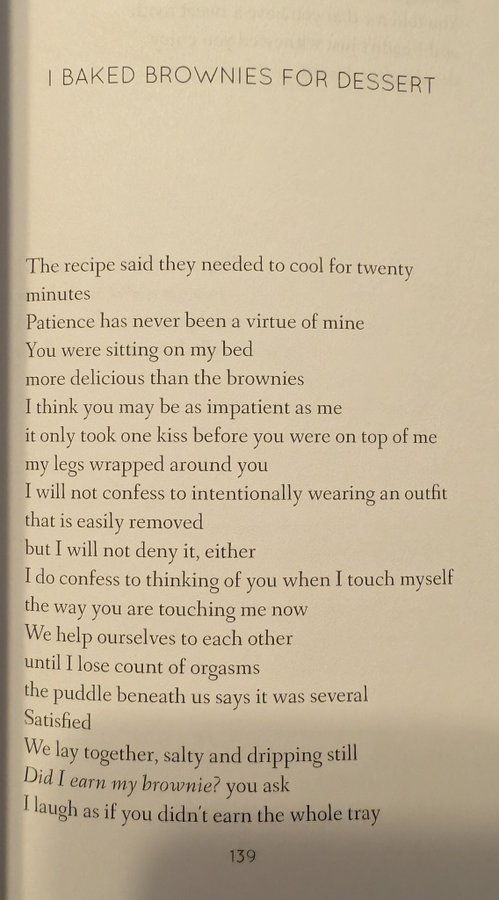 I BAKED BROWNIES FOR DESSERT
The recipe said they needed to cool for twenty
minutes
Patience has never been a virtue of mine
You were sitting on my bed
more delicious than the brownies
I think you may be as impatient as me
it only took one kiss before you were on top of me
my legs wrapped around you
I will not confess to intentionally wearing an outfit
that is easily removed
but I will not deny it, either
I do confess to thinking of you when I touch myself
the way you are touching me now
We help ourselves to each other
until I lose count of orgasms
the puddle beneath us says it was several
Satisfied
We lay together, salty and dripping still
Did I earn my brownie? you ask
I laugh as if you didn't earn the whole tray
139